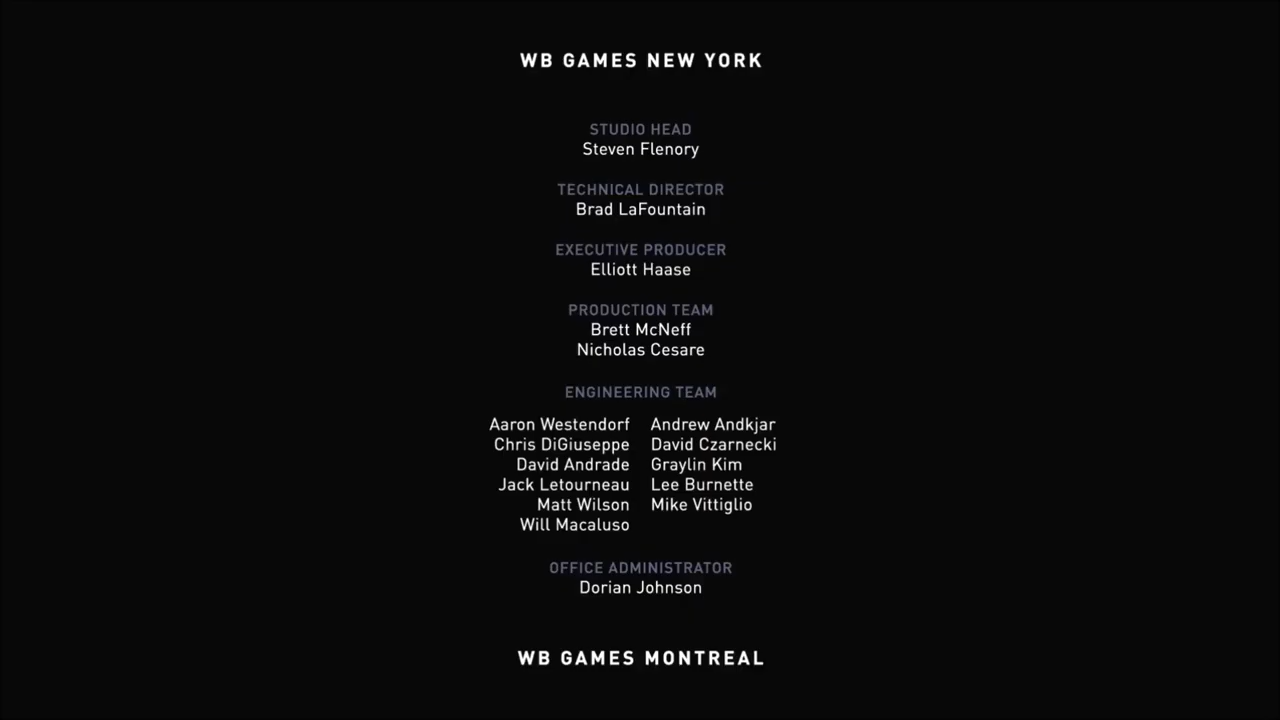 WB GAMES NEW YORK
STUDIO HEAD
Steven Flenory
TECHNICAL DIRECTOR
Brad LaFountain
EXECUTIVE PRODUCER
Elliott Haase
PRODUCTION TEAM
Brett McNeff
Nicholas Cesare
ENGINEERING TEAM
Aaron Westendorf Andrew Andkjar
Chris DiGiuseppe David Czarnecki
David Andrade Graylin Kim
Jack Letourneau Lee Burnette
Matt Wilson Mike Vittiglio
Will Macaluso
OFFICE ADMINISTRATOR
Dorian Johnson
WB GAMES MONTREAL